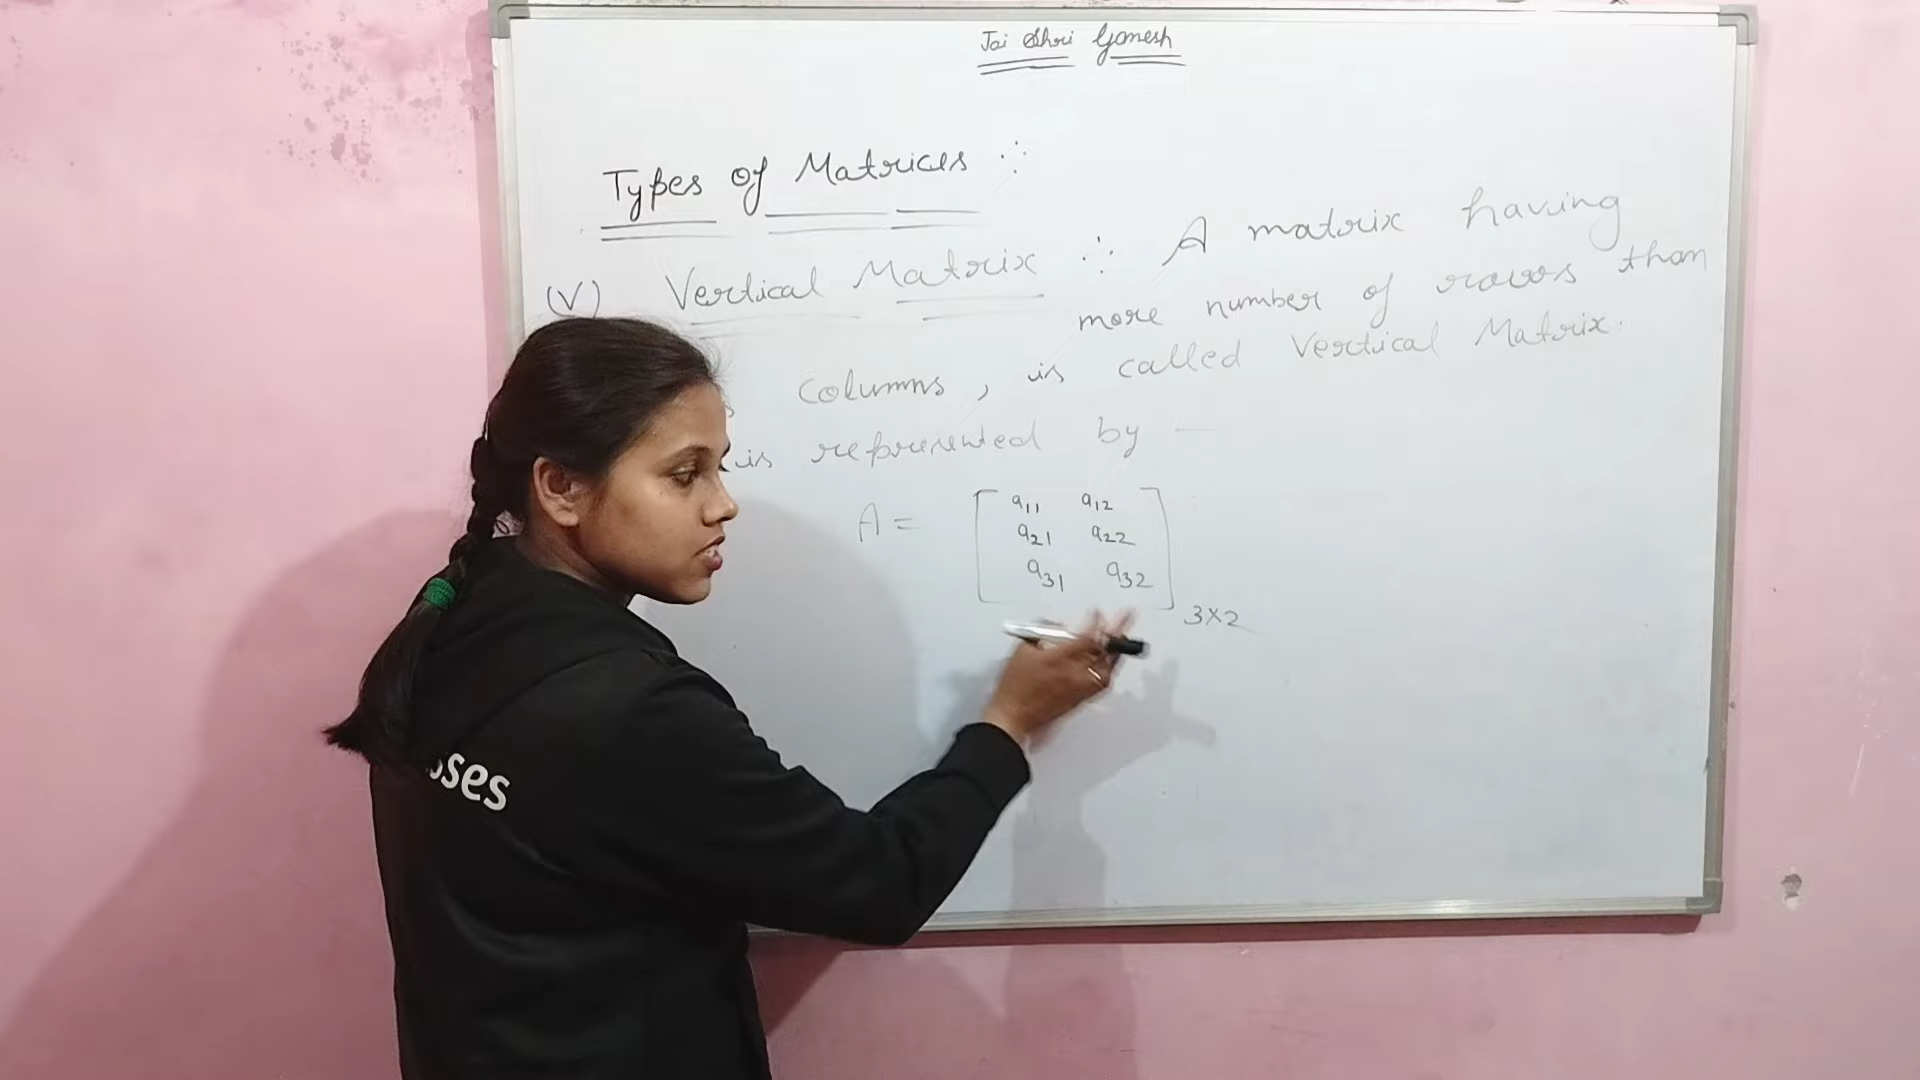 Jai Shri Ganesh
Types of Matrices :
(V) Vertical Matrix : A matrix having
more number of rows than
columns, is called Vertical Matrix.
is represented by —
A = [ a11 a12
a21 a22
a31 a32 ] 3×2
sses